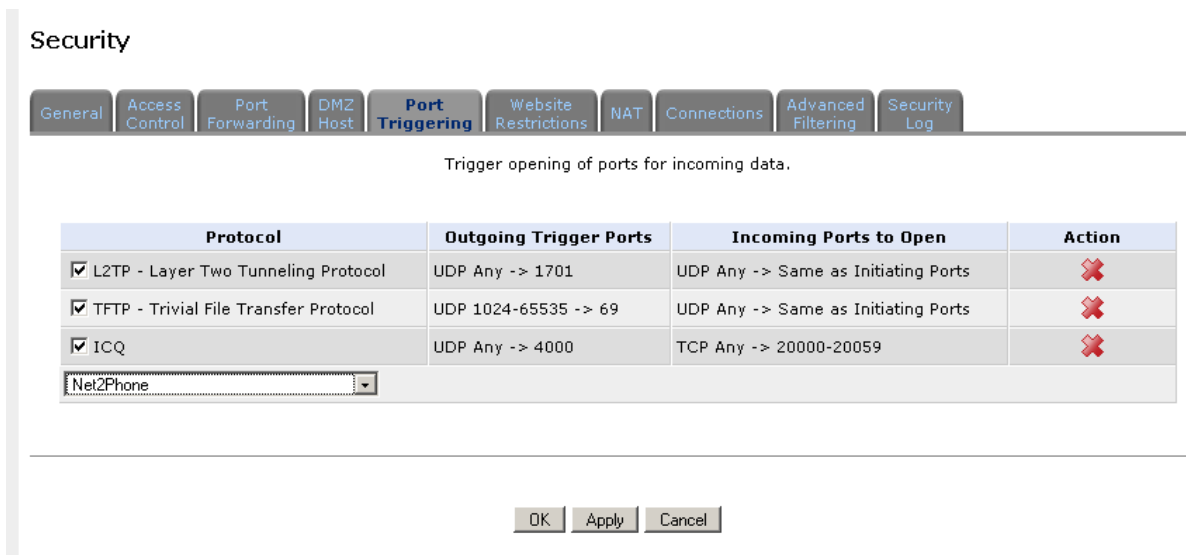 Security
General
Access
Control
Port
Forwarding
DMZ
Host
Port
Triggering
Website
Restrictions
NAT
Connections
Advanced
Filtering
Security
Log
Trigger opening of ports for incoming data.
Protocol Outgoing Trigger Ports Incoming Ports to Open Action
L2TP - Layer Two Tunneling Protocol UDP Any -> 1701 UDP Any -> Same as Initiating Ports
TFTP - Trivial File Transfer Protocol UDP 1024-65535 -> 69 UDP Any -> Same as Initiating Ports
ICQ UDP Any -> 4000 TCP Any -> 20000-20059
Net2Phone
OK Apply Cancel